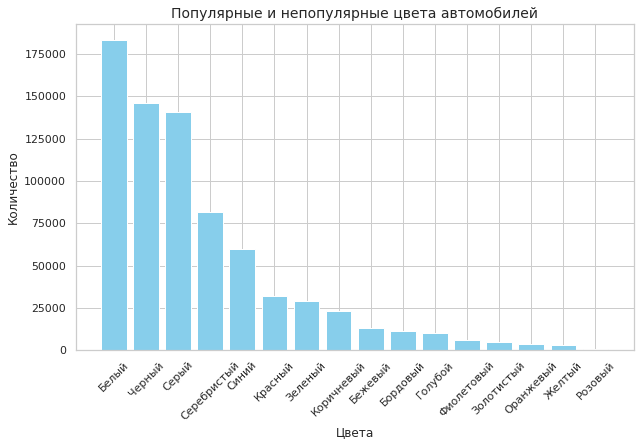 Популярные и непопулярные цвета автомобилей
Количество
175000
150000
125000
100000
75000
50000
25000
0
Белый
Черный
Серый
Серебристый
Синий
Красный
Зеленый
Коричневый
Бежевый
Бордовый
Голубой
Фиолетовый
Золотистый
Оранжевый
Желтый
Розовый
Цвета